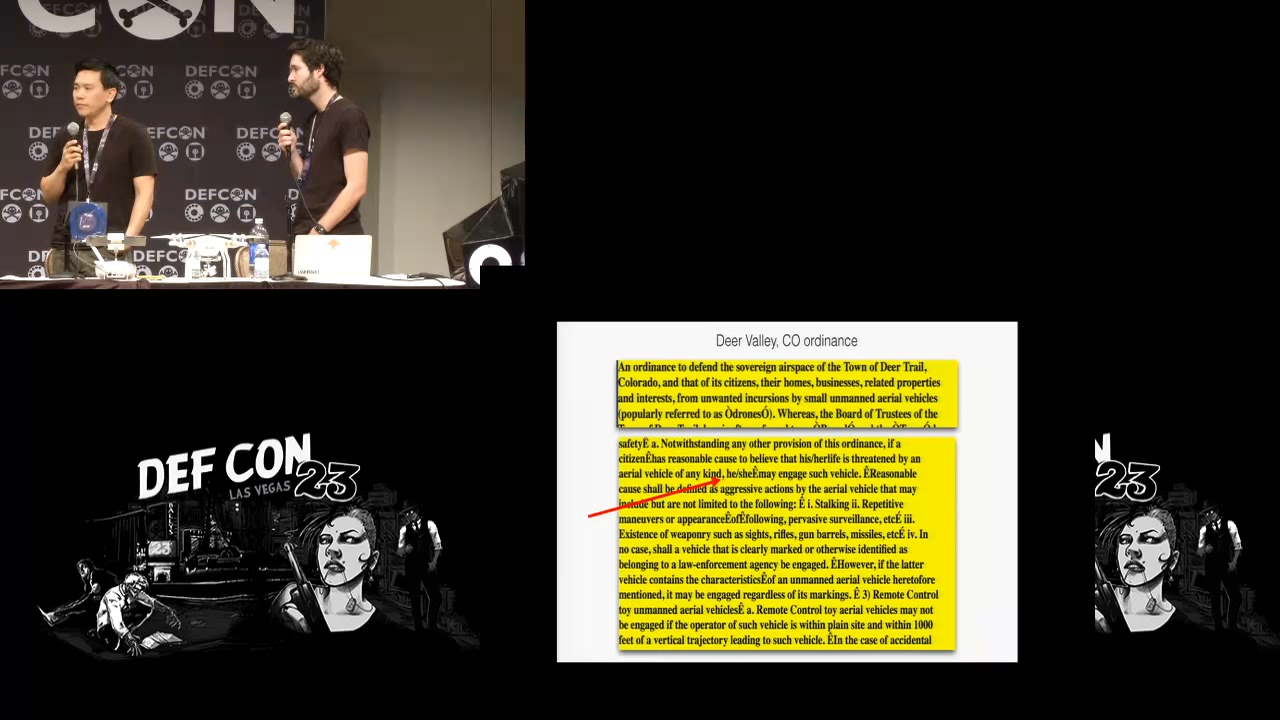 CON
DEFCON
DEFCON
DEFCON
DEFCON
DEFCON
DEFCON
DEFCON
DEFCON
DEF CON
23
LAS VEGAS
Deer Valley, CO ordinance
An ordinance to defend the sovereign airspace of the Town of Deer Trail,
Colorado, and that of its citizens, their homes, businesses, related properties
and interests, from unwanted incursions by small unmanned aerial vehicles
(popularly referred to as ÒdronesÓ). Whereas, the Board of Trustees of the
safetyÊ a. Notwithstanding any other provision of this ordinance, if a
citizenÊhas reasonable cause to believe that his/herlife is threatened by an
aerial vehicle of any kind, he/sheÊmay engage such vehicle. ÊReasonable
cause shall be defined as aggressive actions by the aerial vehicle that may
include but are not limited to the following: Ê i. Stalking ii. Repetitive
maneuvers or appearanceÊofÊfollowing, pervasive surveillance, etcÉ iii.
Existence of weaponry such as sights, rifles, gun barrels, missiles, etcÉ iv. In
no case, shall a vehicle that is clearly marked or otherwise identified as
belonging to a law-enforcement agency be engaged. ÊHowever, if the latter
vehicle contains the characteristicsÊof an unmanned aerial vehicle heretofore
mentioned, it may be engaged regardless of its markings. Ê 3) Remote Control
toy unmanned aerial vehiclesÊ a. Remote Control toy aerial vehicles may not
be engaged if the operator of such vehicle is within plain site and within 1000
feet of a vertical trajectory leading to such vehicle. ÊIn the case of accidental
N
23